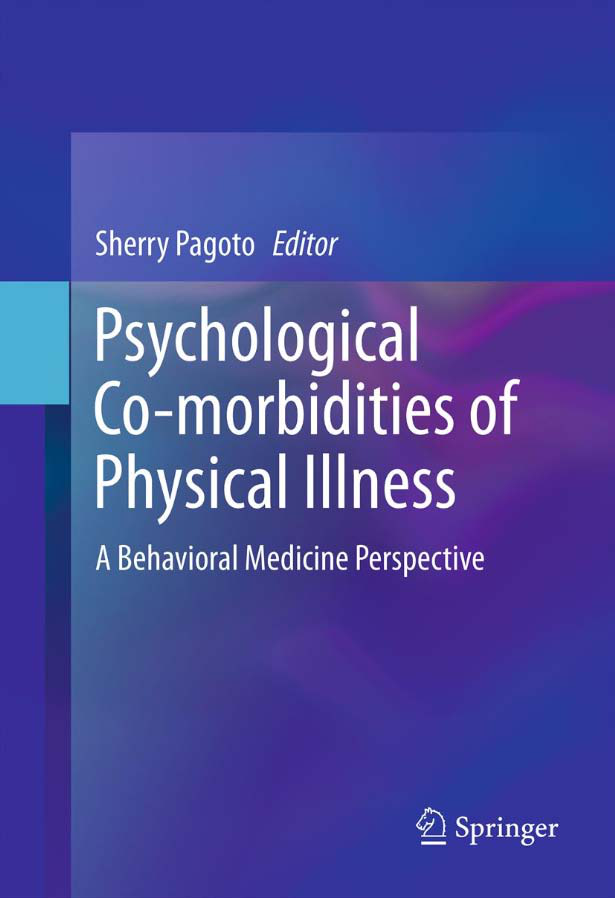 Sherry Pagoto Editor
Psychological
Co-morbidities of
Physical Illness
A Behavioral Medicine Perspective
Springer